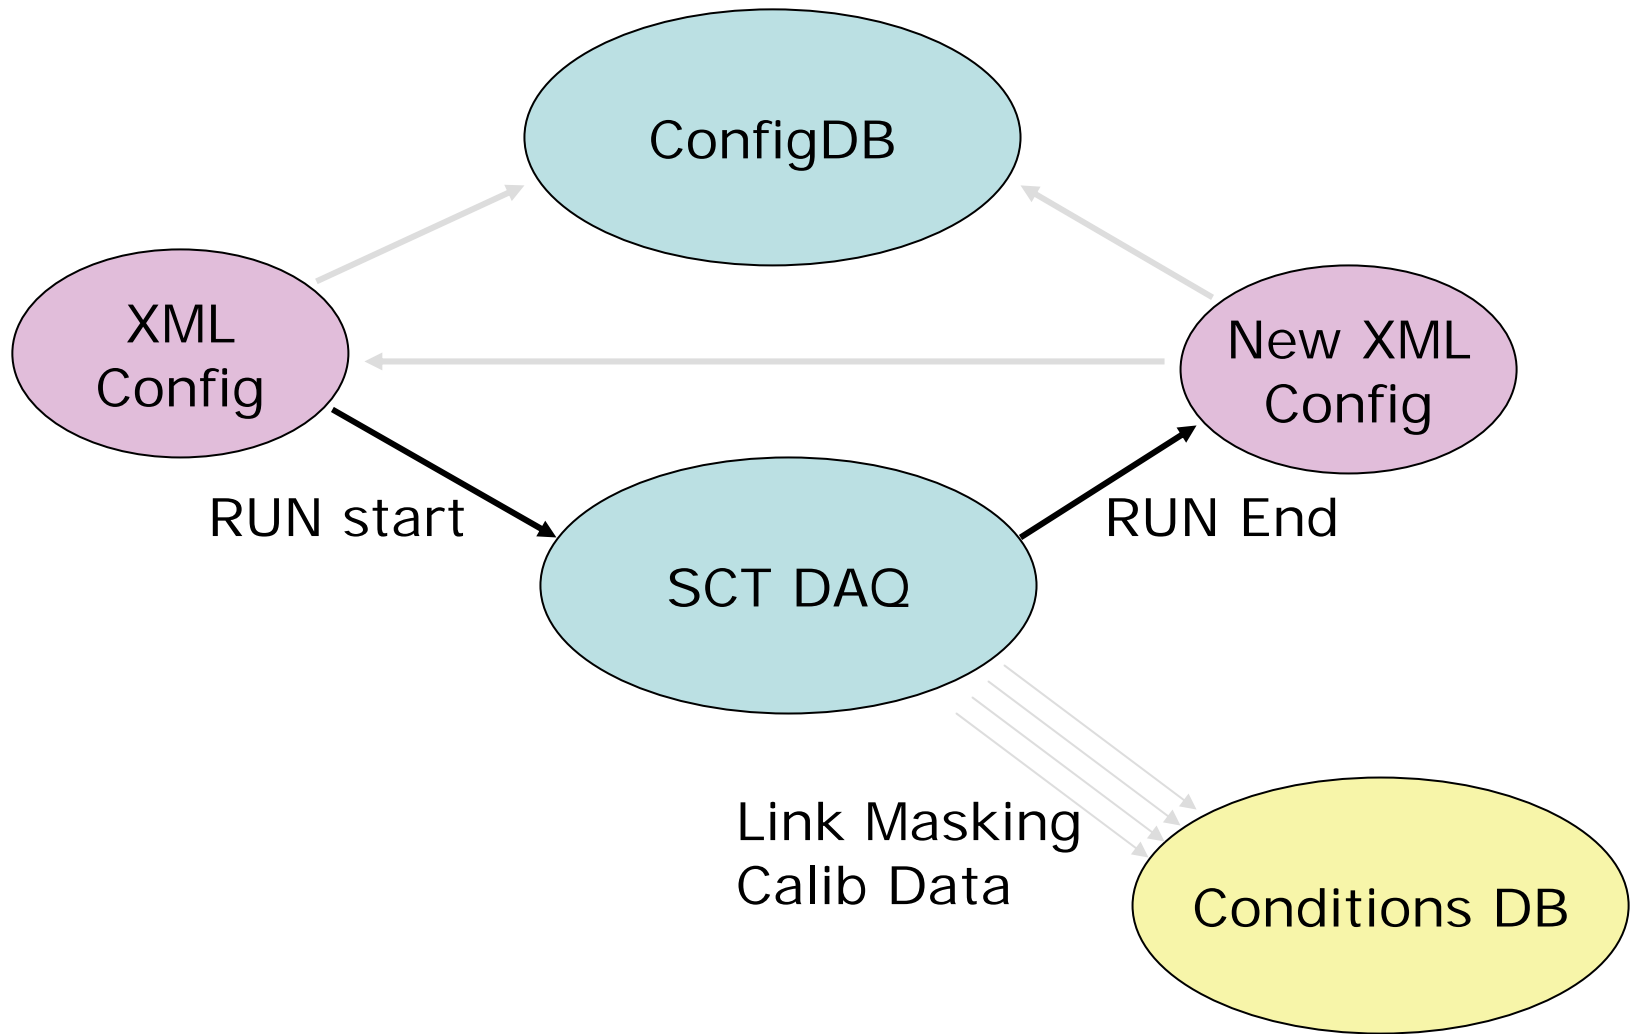 ConfigDB
XML
Config
New XML
Config
RUN start
RUN End
SCT DAQ
Link Masking
Calib Data
Conditions DB